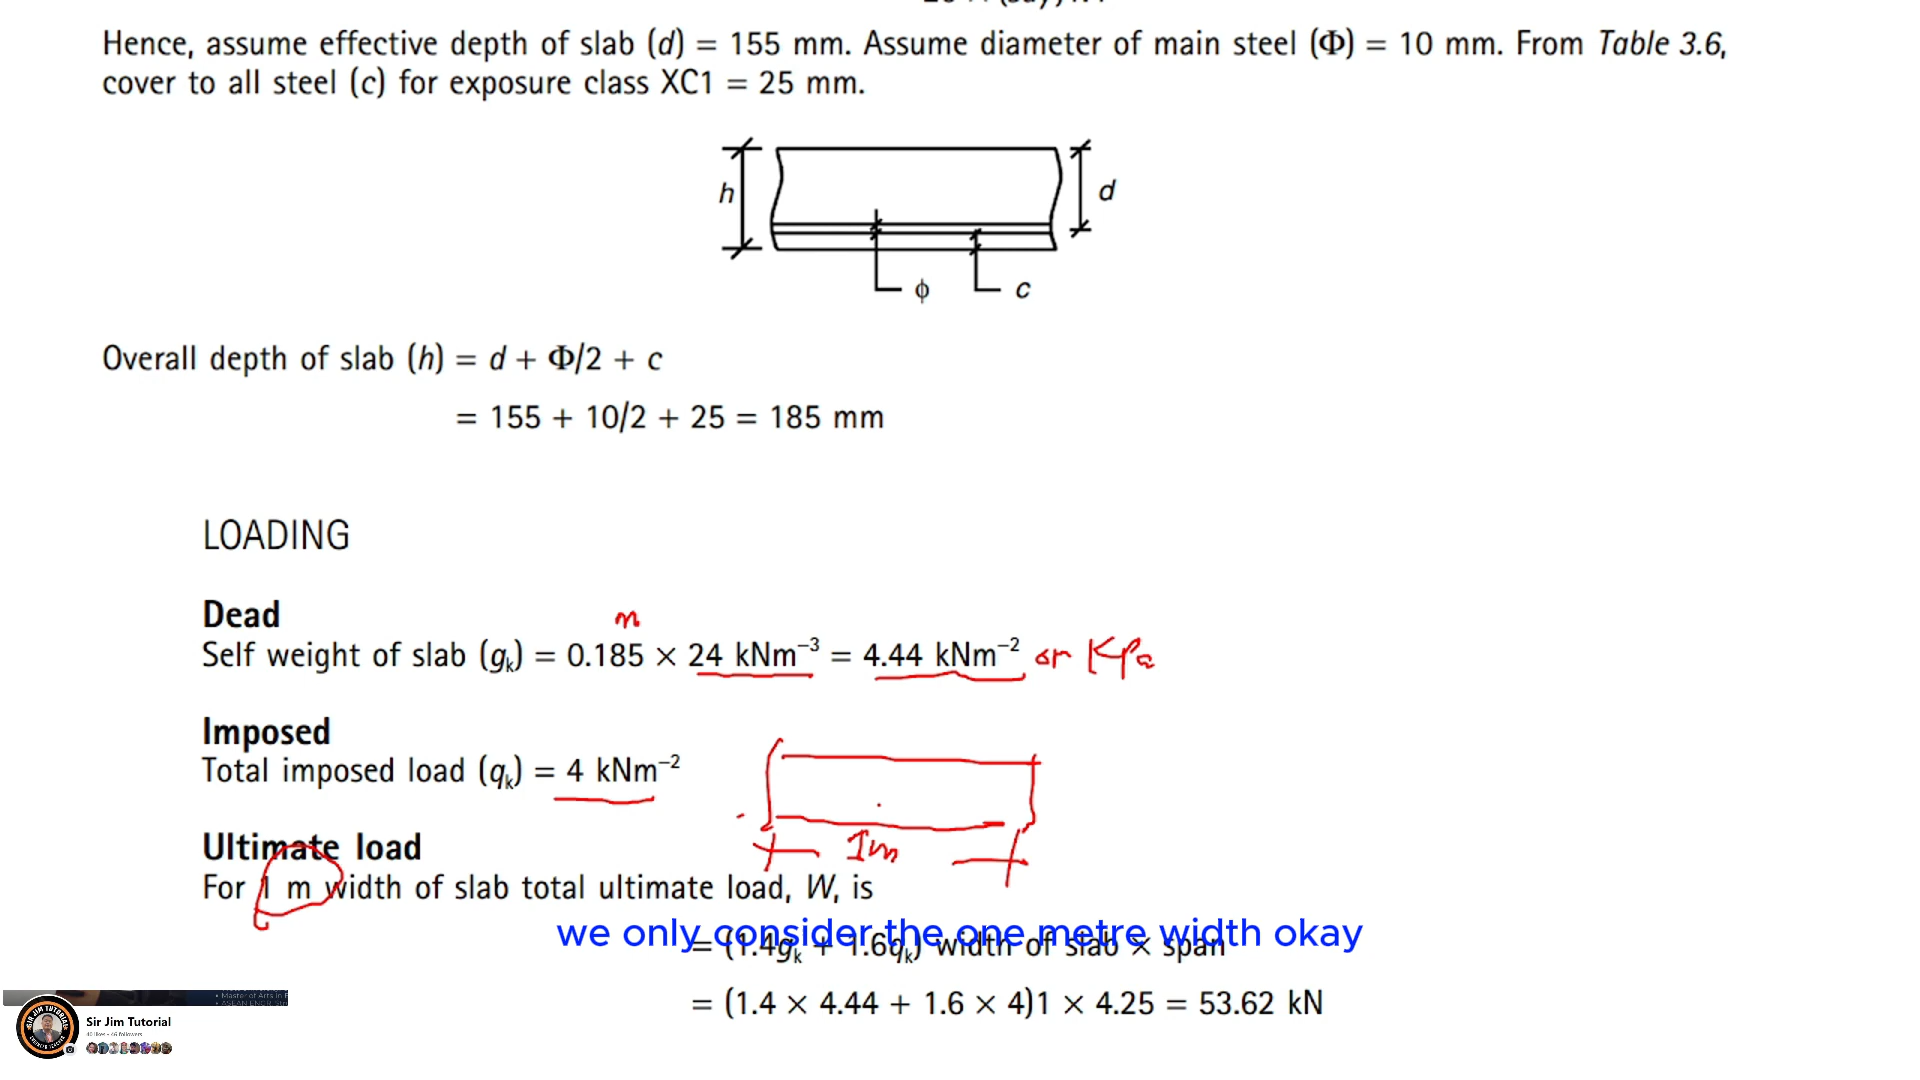 Hence, assume effective depth of slab (d) = 155 mm. Assume diameter of main steel (Φ) = 10 mm. From Table 3.6,
cover to all steel (c) for exposure class XC1 = 25 mm.
h
d
ϕ
c
Overall depth of slab (h) = d + Φ/2 + c
= 155 + 10/2 + 25 = 185 mm
LOADING
Dead
m
Self weight of slab (gₖ) = 0.185 × 24 kNm⁻³ = 4.44 kNm⁻² or KPa
Imposed
Total imposed load (qₖ) = 4 kNm⁻²
1m
Ultimate load
For 1 m width of slab total ultimate load, W, is
we only consider the one metre width okay
= (1.4gₖ + 1.6qₖ) width of slab × span
= (1.4 × 4.44 + 1.6 × 4)1 × 4.25 = 53.62 kN
SIR JIM TUTORIAL
Sir Jim Tutorial